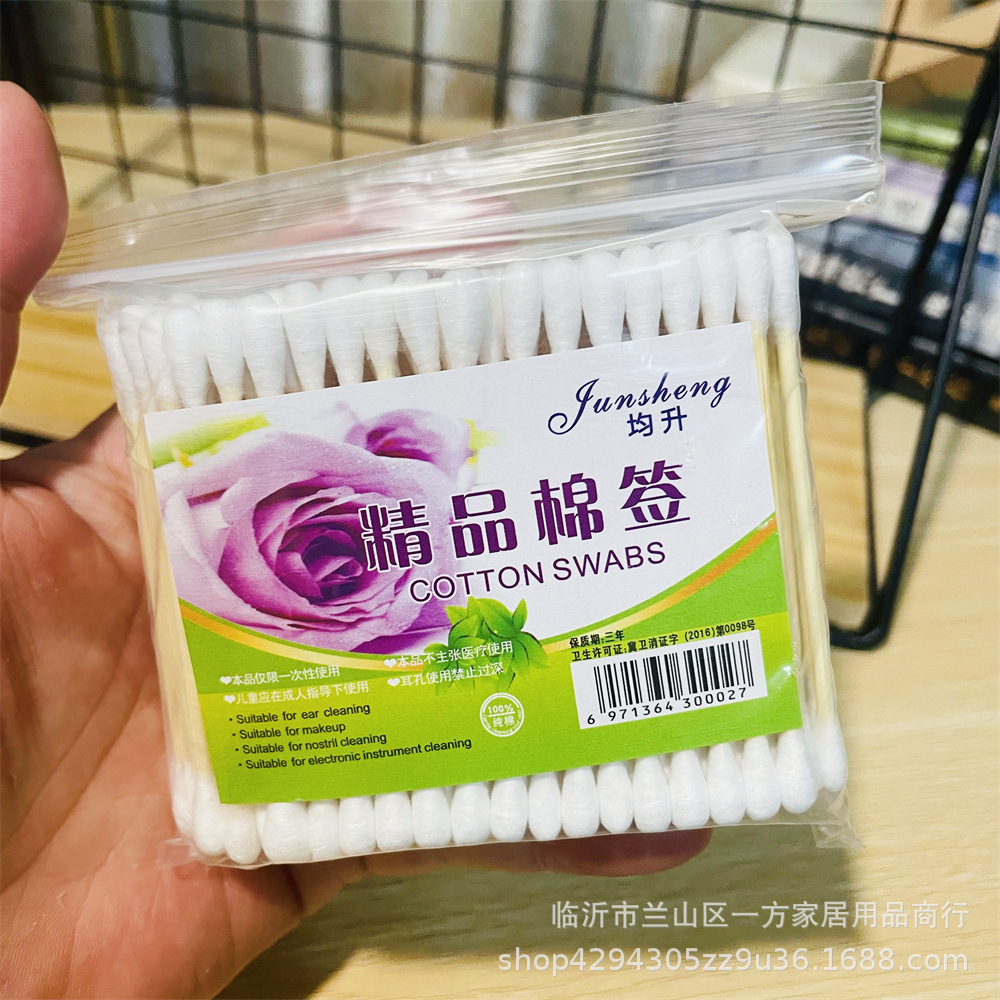 Junsheng
均升
精品棉签
COTTON SWABS
保质期:三年
卫生许可证:冀卫消证字 (2016)第0098号
❤本品仅限一次性使用
❤本品不主张医疗使用
❤儿童应在成人指导下使用
❤耳孔使用禁止过深
· Suitable for ear cleaning
· Suitable for makeup
· Suitable for nostril cleaning
· Suitable for electronic instrument cleaning
100%
纯棉
6 971364 300027
临沂市兰山区一方家居用品商行
shop4294305zz9u36.1688.com